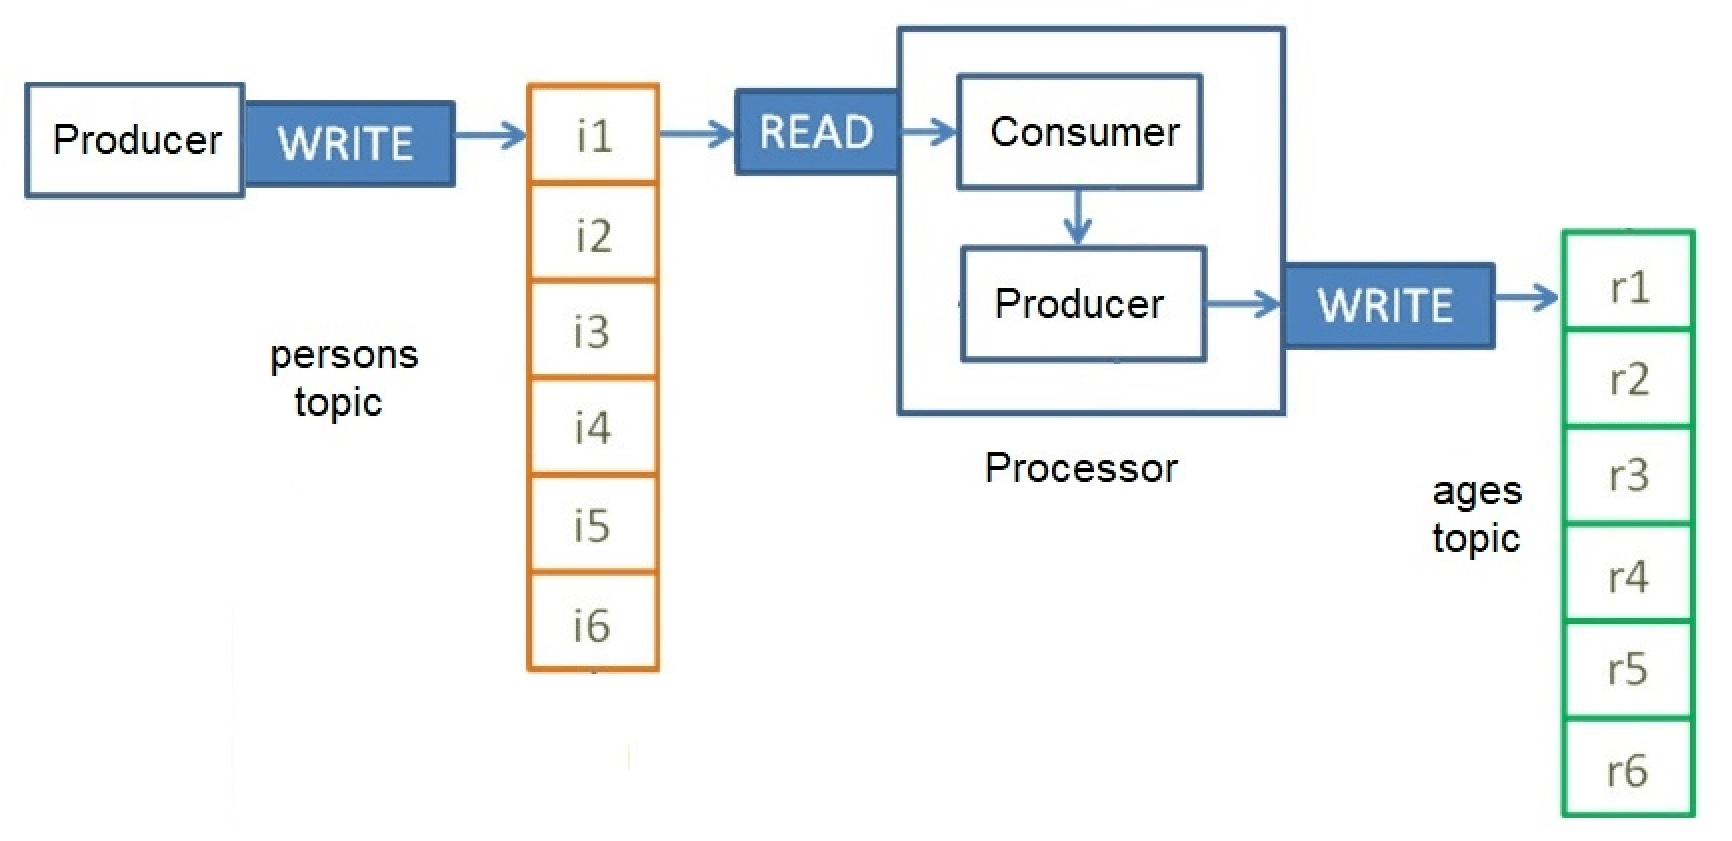 Producer
WRITE
i1
i2
i3
i4
i5
i6
persons
topic
READ
Consumer
Producer
Processor
WRITE
ages
topic
r1
r2
r3
r4
r5
r6